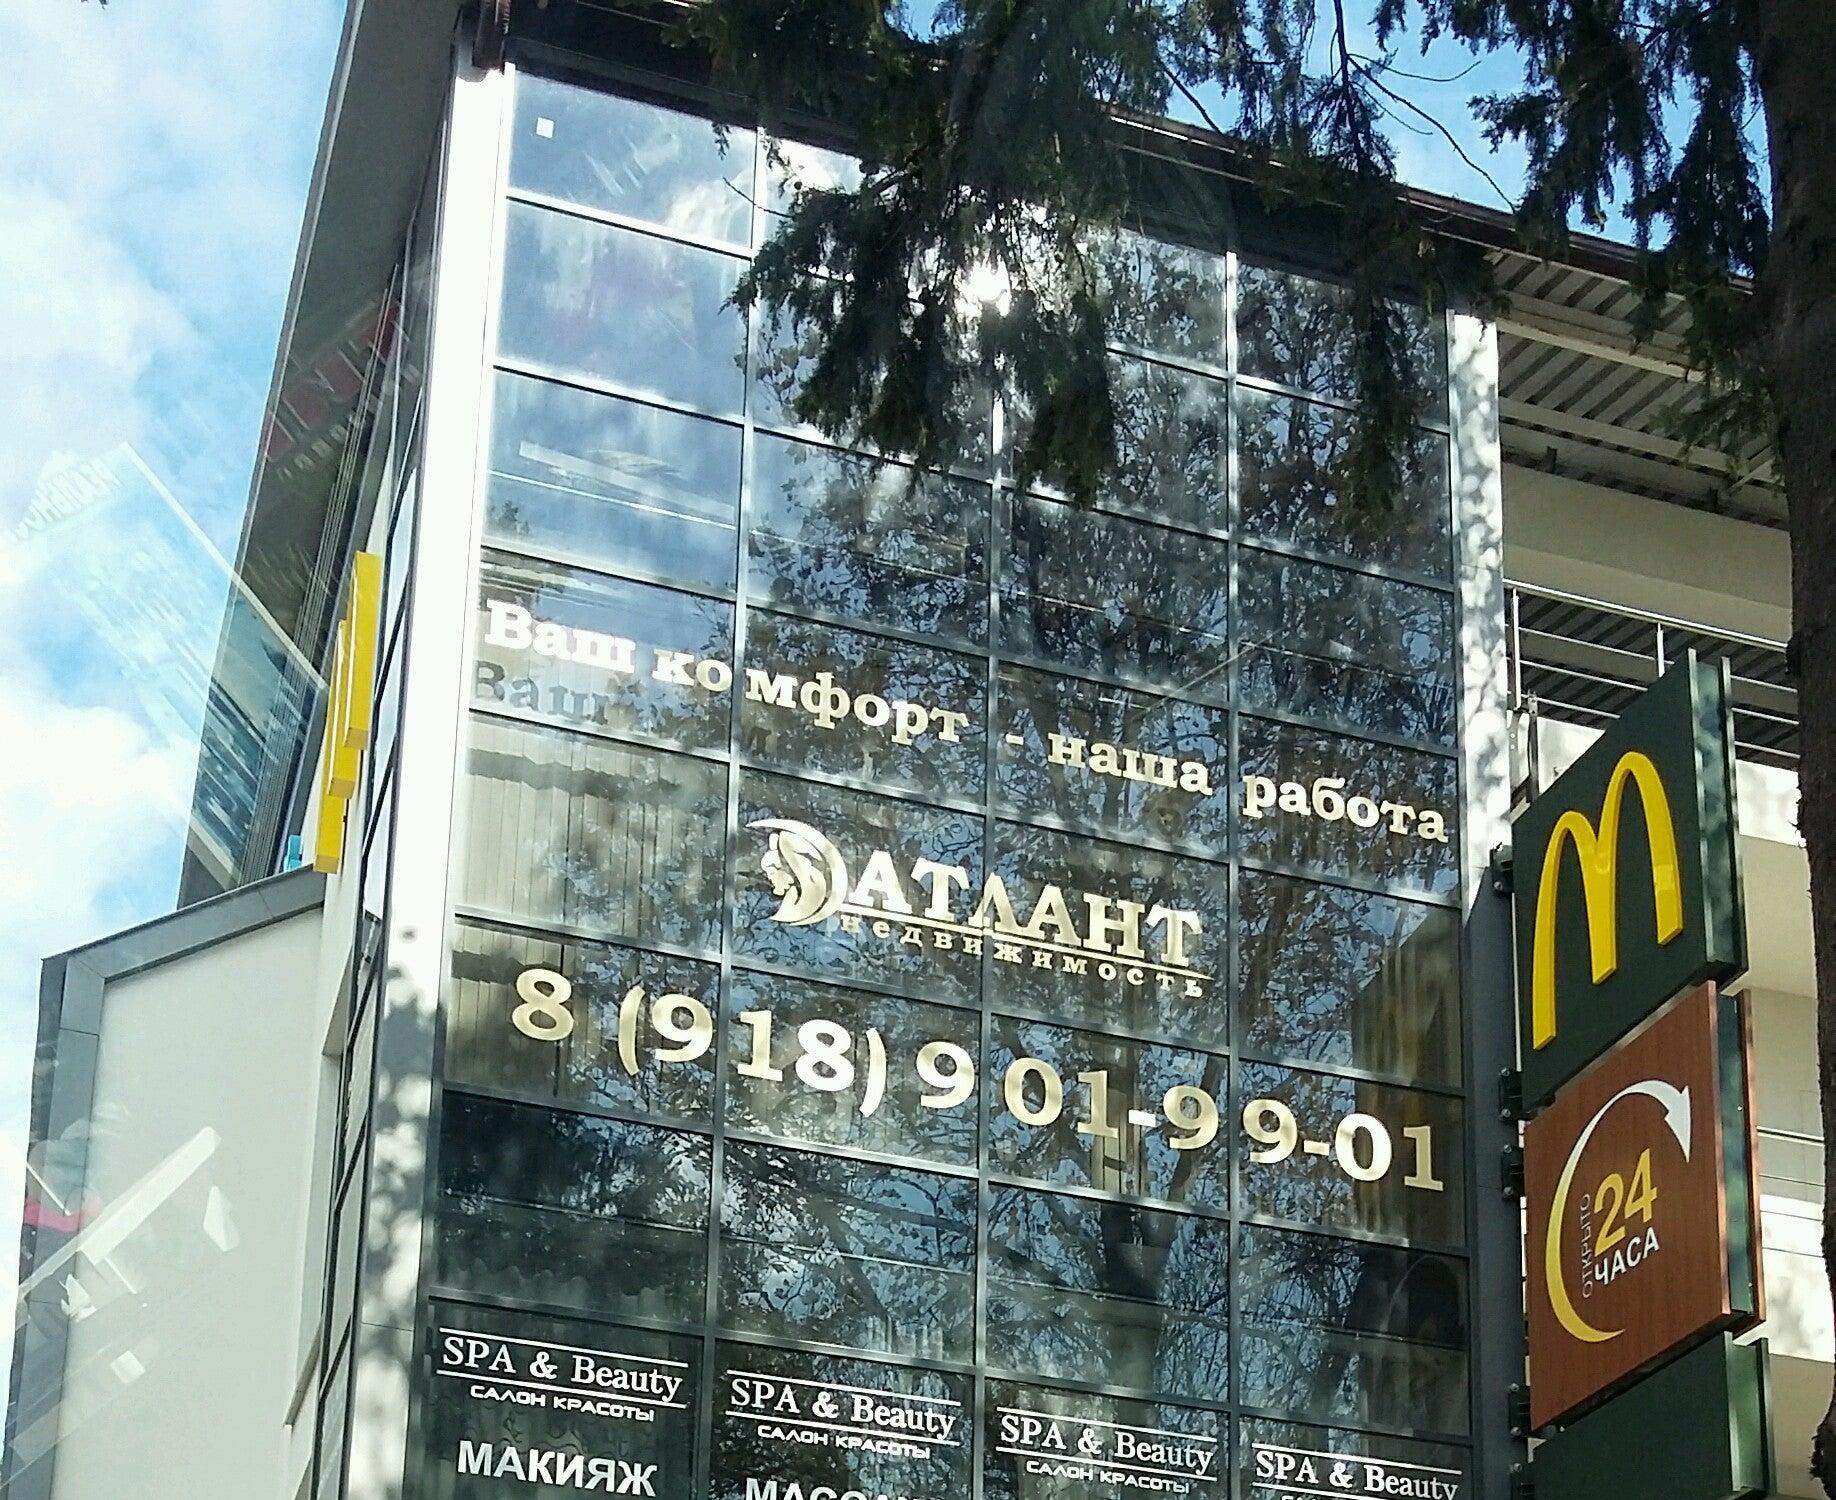 Ваш комфорт - наша работа
АТЛАНТ
недвижимость
8 (918) 901-99-01
M
ОТКРЫТО
24
ЧАСА
SPA & Beauty
САЛОН КРАСОТЫ
МАКИЯЖ
SPA & Beauty
САЛОН КРАСОТЫ
SPA & Beauty
САЛОН КРАСОТЫ
SPA & Beauty